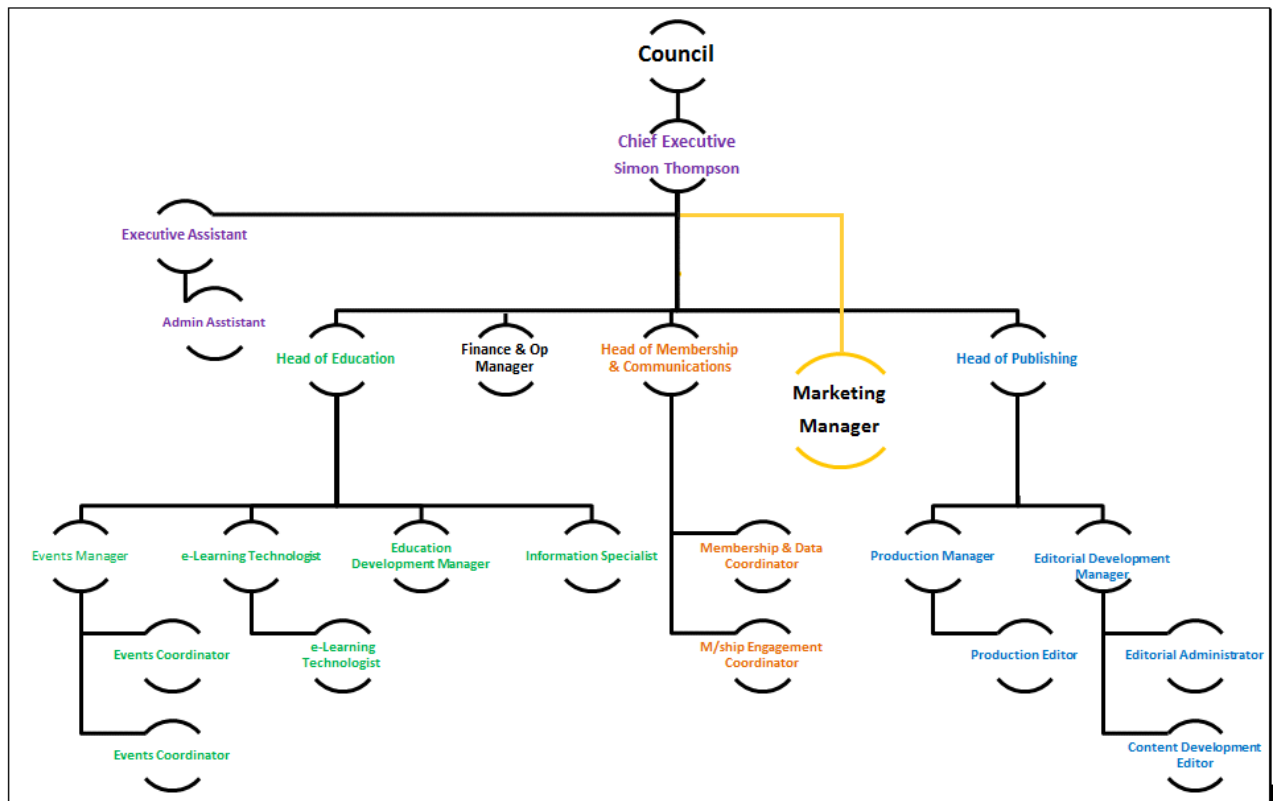 Council
Chief Executive
Simon Thompson
Executive Assistant
Admin Asstistant
Head of Education
Finance & Op
Manager
Head of Membership
& Communications
Marketing
Manager
Head of Publishing
Events Manager
e-Learning Technologist
Education
Development Manager
Information Specialist
Membership & Data
Coordinator
Production Manager
Editorial Development
Manager
Events Coordinator
e-Learning
Technologist
M/ship Engagement
Coordinator
Production Editor
Editorial Administrator
Events Coordinator
Content Development
Editor